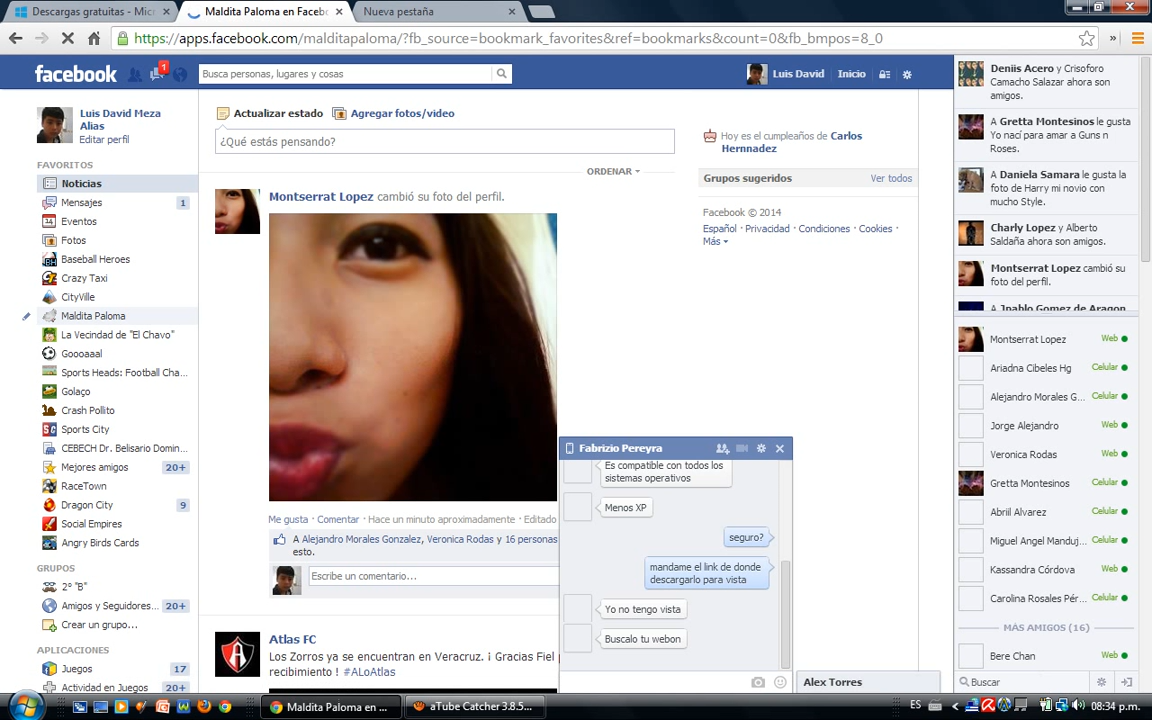 Descargas gratuitas - Micr
Maldita Paloma en Faceb
Nueva pestaña
https://apps.facebook.com/malditapaloma/?fb_source=bookmark_favorites&ref=bookmarks&count=0&fb_bmpos=8_0
facebook
1
Busca personas, lugares y cosas
Luis David
Inicio
Luis David Meza
Alias
Editar perfil
FAVORITOS
Noticias
Mensajes 1
Eventos
Fotos
Baseball Heroes
Crazy Taxi
CityVille
Maldita Paloma
La Vecindad de "El Chavo"
Goooaaal
Sports Heads: Football Cha...
Golaço
Crash Pollito
Sports City
CEBECH Dr. Belisario Domin...
Mejores amigos 20+
RaceTown
Dragon City 9
Social Empires
Angry Birds Cards
GRUPOS
2º "B"
Amigos y Seguidores... 20+
Crear un grupo...
APLICACIONES
Juegos 17
Actividad en Juegos 20+
Actualizar estado
Agregar fotos/video
¿Qué estás pensando?
ORDENAR
Montserrat Lopez cambió su foto del perfil.
Me gusta · Comentar · Hace un minuto aproximadamente · Editado
A Alejandro Morales Gonzalez, Veronica Rodas y 16 personas
esto.
Escribe un comentario...
Atlas FC
Los Zorros ya se encuentran en Veracruz. ¡ Gracias Fiel
recibimiento ! #ALoAtlas
Hoy es el cumpleaños de Carlos
Hernnadez
Grupos sugeridos
Ver todos
Facebook © 2014
Español · Privacidad · Condiciones · Cookies ·
Más
Fabrizio Pereyra
Es compatible con todos los
sistemas operativos
Menos XP
seguro?
mandame el link de donde
descargarlo para vista
Yo no tengo vista
Buscalo tu webon
Alex Torres
Deniis Acero y Crisoforo
Camacho Salazar ahora son
amigos.
A Gretta Montesinos le gusta
Yo nací para amar a Guns n
Roses.
A Daniela Samara le gusta la
foto de Harry mi novio con
mucho Style.
Charly Lopez y Alberto
Saldaña ahora son amigos.
Montserrat Lopez cambió su
foto del perfil.
A Jpablo Gomez de Aragon
Montserrat Lopez Web
Ariadna Cibeles Hg Celular
Alejandro Morales G... Celular
Jorge Alejandro Celular
Veronica Rodas Web
Gretta Montesinos Web
Abriil Alvarez Celular
Miguel Angel Manduj... Celular
Kassandra Córdova Web
Carolina Rosales Pér... Celular
MÁS AMIGOS (16)
Bere Chan Web
Buscar
Maldita Paloma en ...
aTube Catcher 3.8.5...
ES
08:34 p.m.